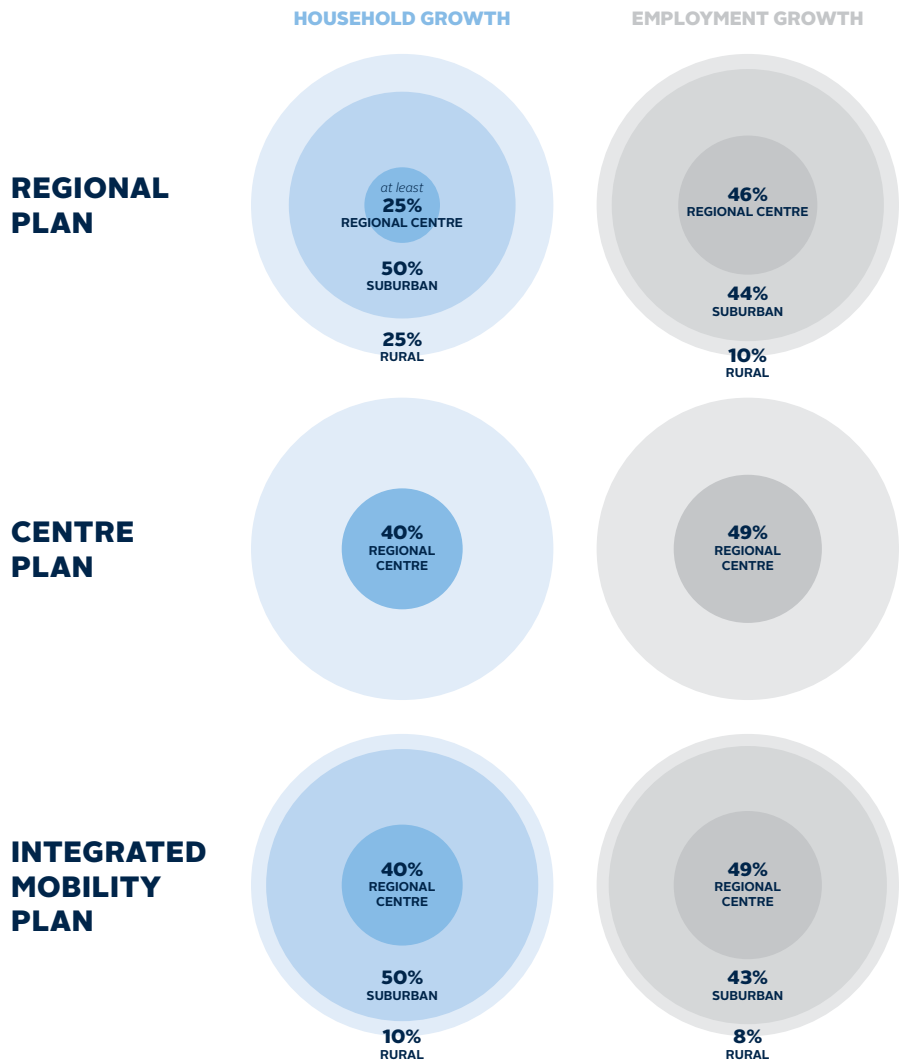 HOUSEHOLD GROWTH
EMPLOYMENT GROWTH
REGIONAL
PLAN
at least
25%
REGIONAL CENTRE
50%
SUBURBAN
25%
RURAL
46%
REGIONAL CENTRE
44%
SUBURBAN
10%
RURAL
CENTRE
PLAN
40%
REGIONAL
CENTRE
49%
REGIONAL
CENTRE
INTEGRATED
MOBILITY
PLAN
40%
REGIONAL
CENTRE
50%
SUBURBAN
10%
RURAL
49%
REGIONAL
CENTRE
43%
SUBURBAN
8%
RURAL